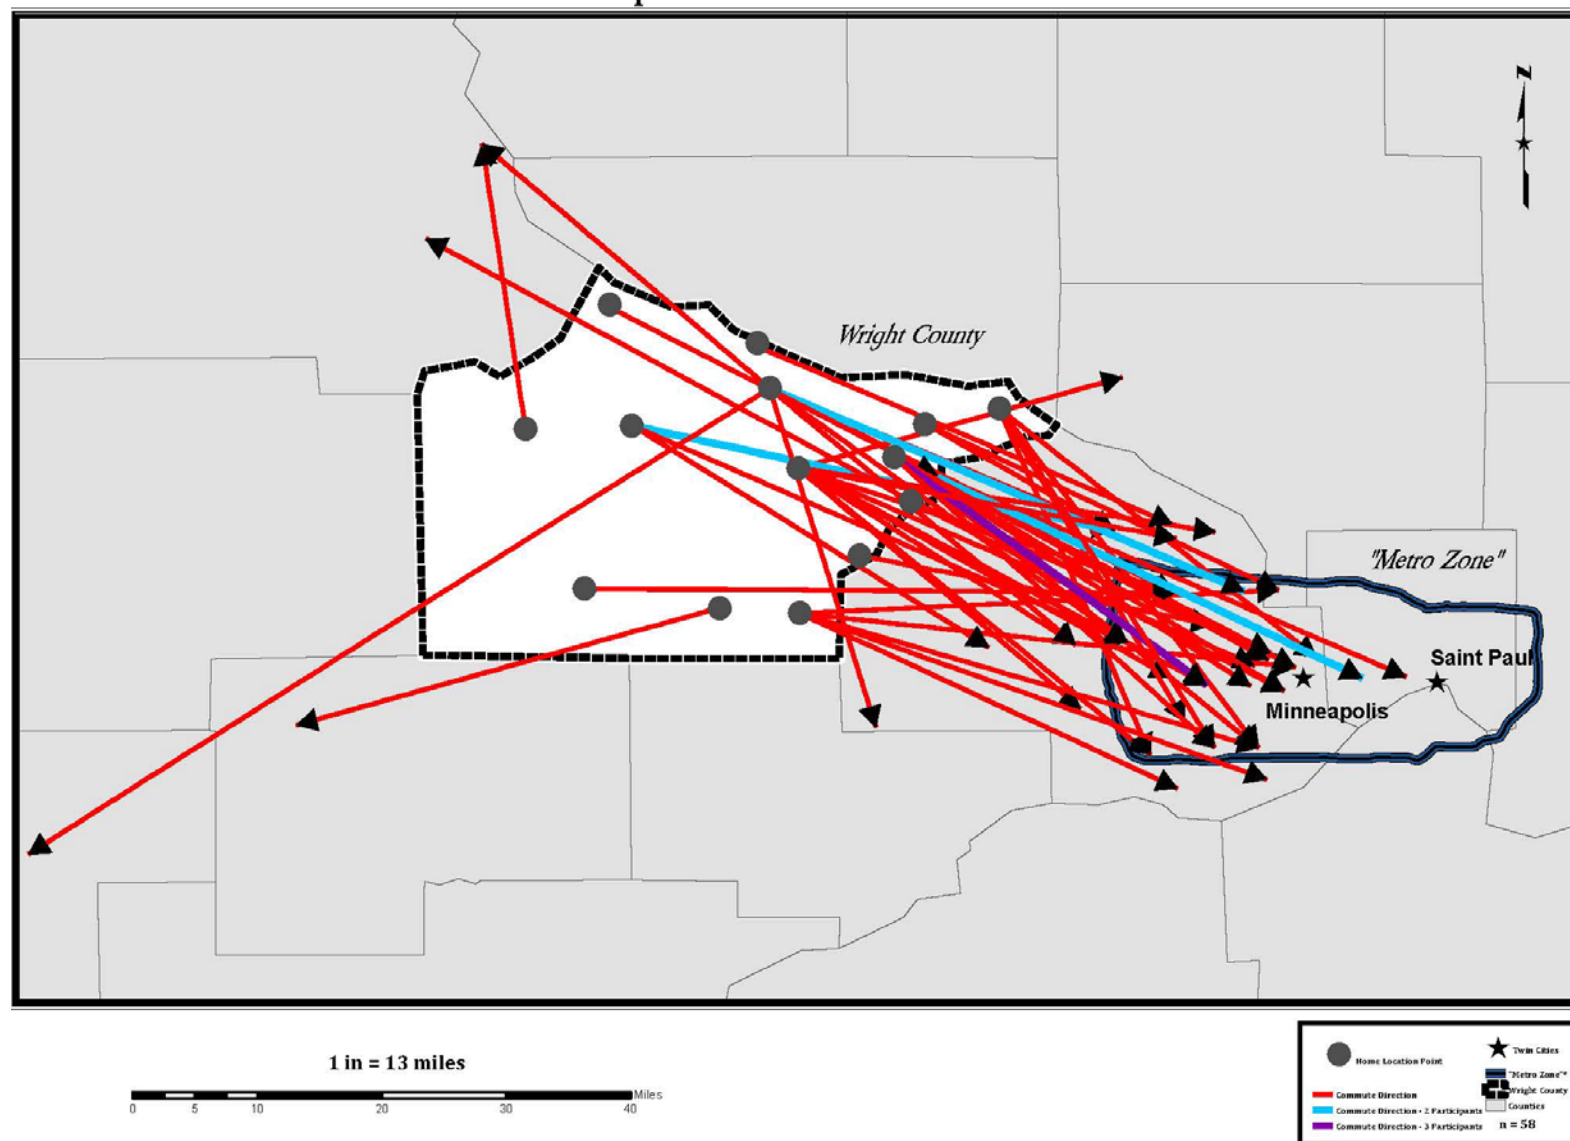 N
Wright County
"Metro Zone"
Saint Paul
Minneapolis
1 in = 13 miles
Miles
0 5 10 20 30 40
Home Location Point
Twin Cities
"Metro Zone"*
Wright County
Commute Direction
Counties
Commute Direction - 2 Participants
Commute Direction - 3 Participants
n = 58